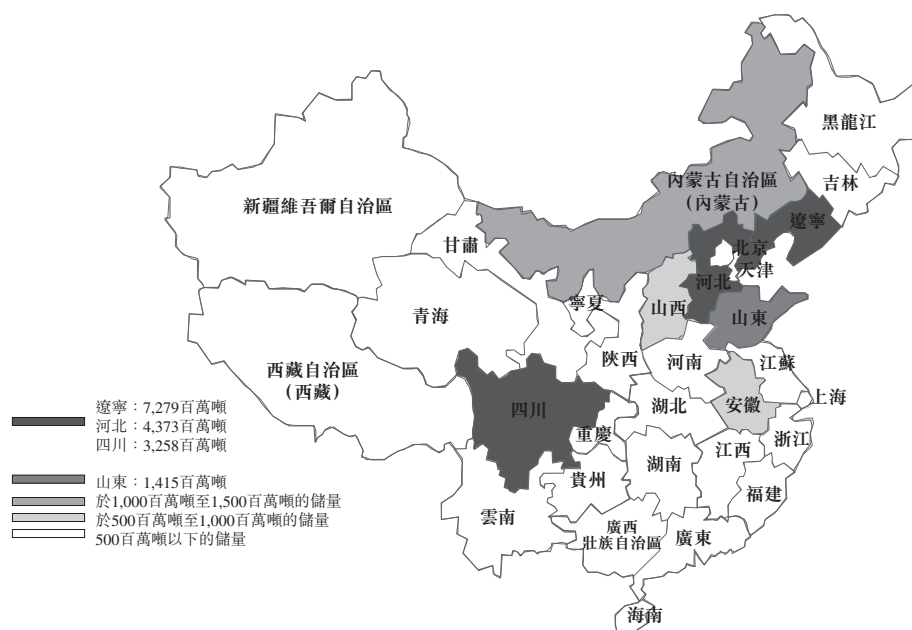 黑龍江
吉林
內蒙古自治區
(內蒙古)
遼寧
新疆維吾爾自治區
甘肅
北京
天津
河北
寧夏
山西
山東
青海
陝西
河南
江蘇
西藏自治區
(西藏)
四川
安徽
上海
湖北
重慶
浙江
江西
湖南
貴州
福建
雲南
廣西
壯族自治區
廣東
海南
遼寧：7,279百萬噸
河北：4,373百萬噸
四川：3,258百萬噸
山東：1,415百萬噸
於1,000百萬噸至1,500百萬噸的儲量
於500百萬噸至1,000百萬噸的儲量
500百萬噸以下的儲量